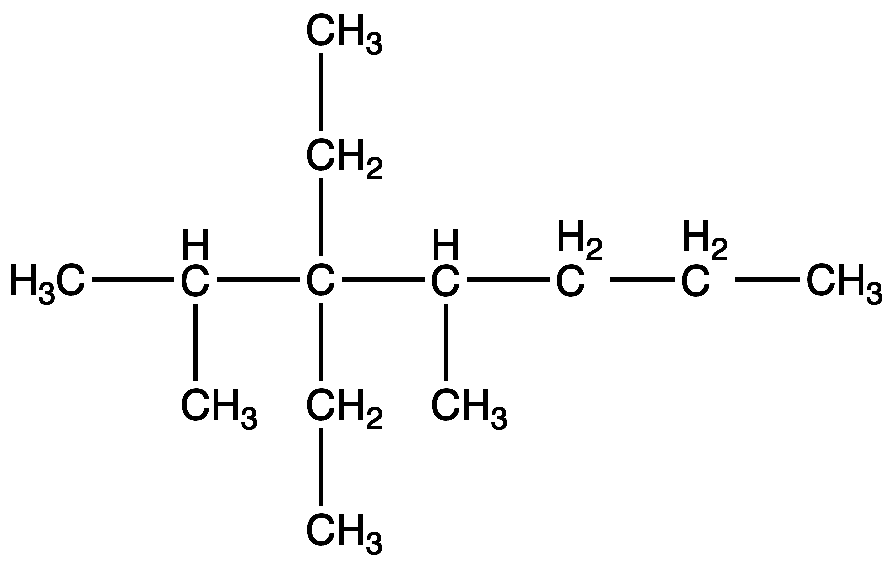 CH3
CH2
H H H2 H2
H3C C C C C C CH3
CH3 CH2 CH3
CH3